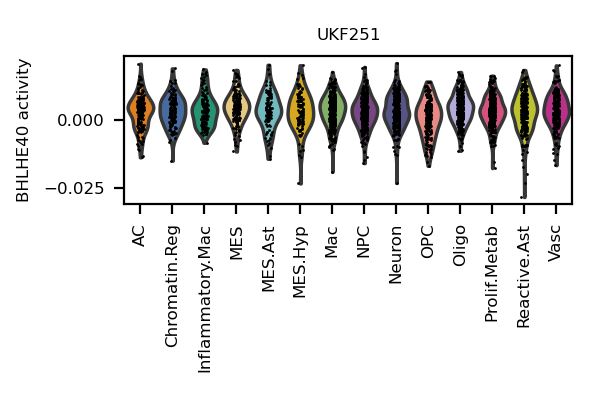 UKF251
BHLHE40 activity
0.000
−0.025
AC
Chromatin.Reg
Inflammatory.Mac
MES
MES.Ast
MES.Hyp
Mac
NPC
Neuron
OPC
Oligo
Prolif.Metab
Reactive.Ast
Vasc